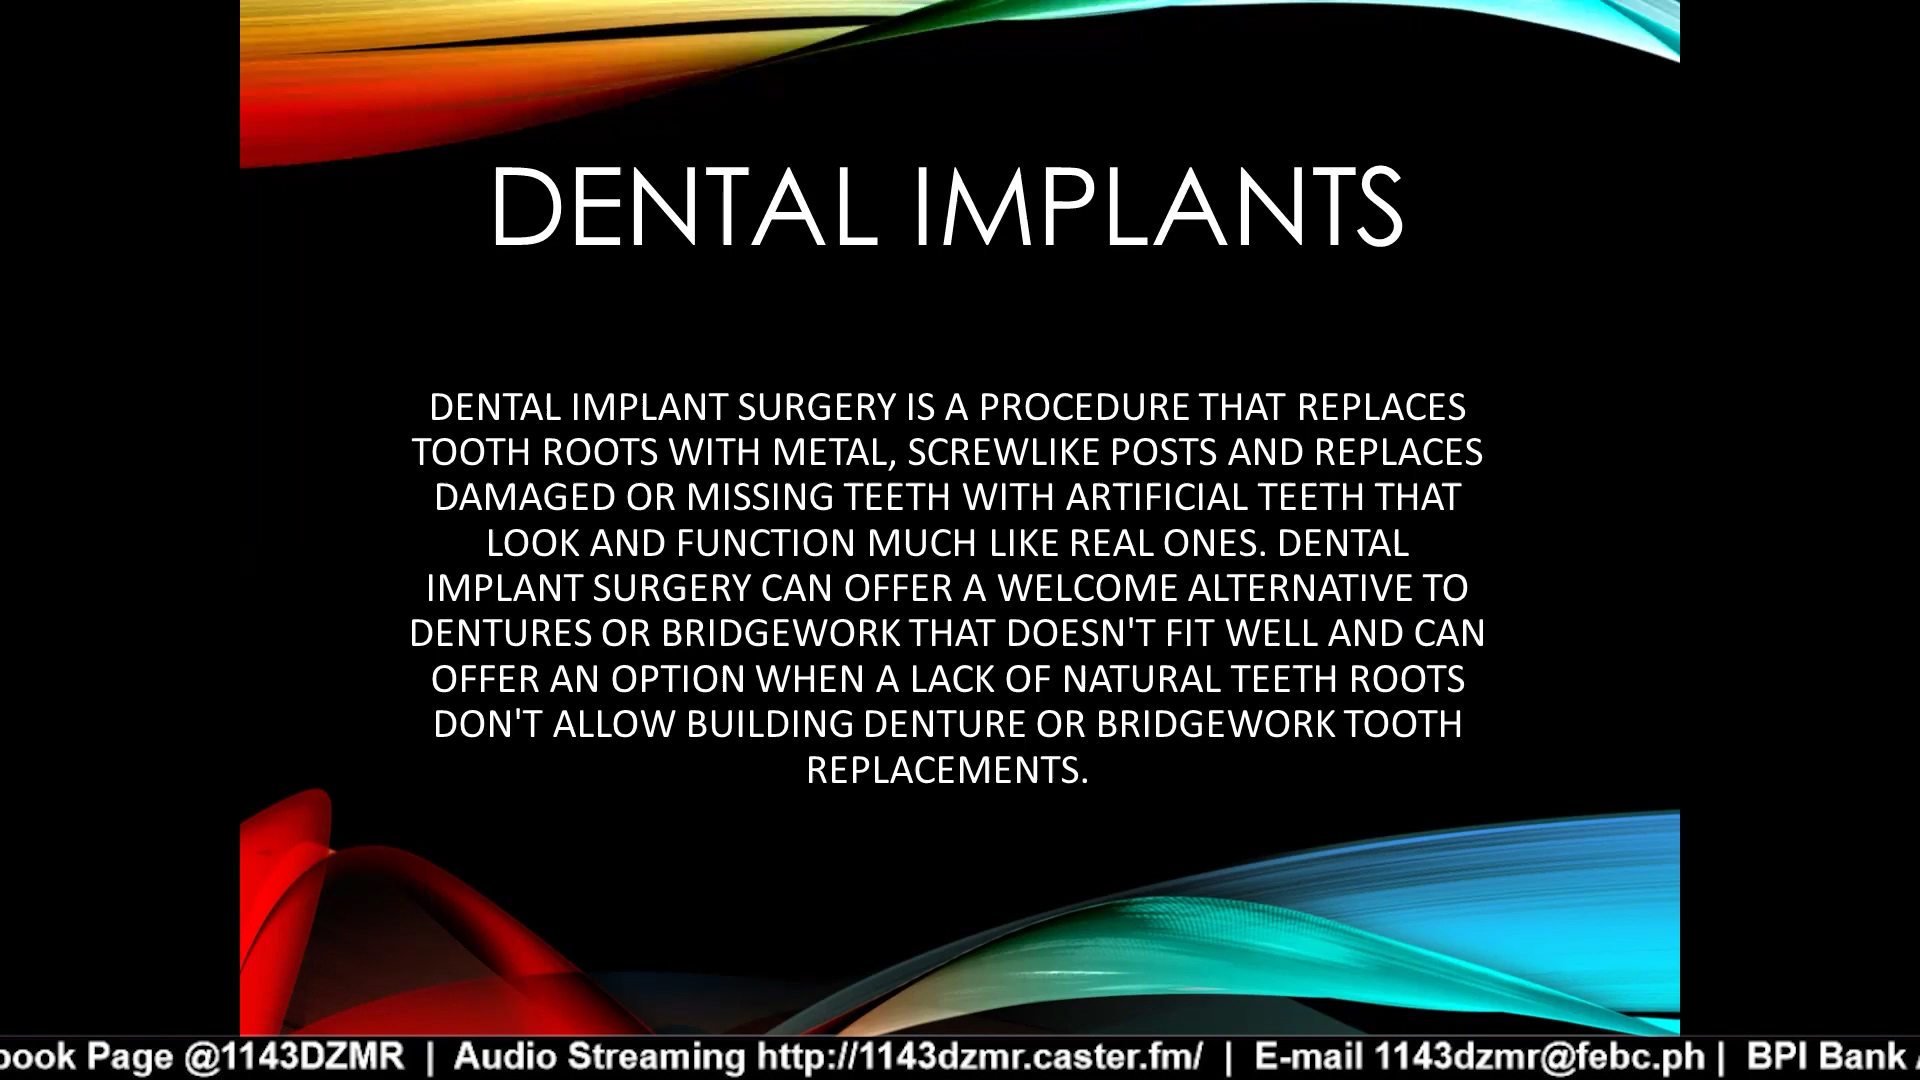 DENTAL IMPLANTS
DENTAL IMPLANT SURGERY IS A PROCEDURE THAT REPLACES
TOOTH ROOTS WITH METAL, SCREWLIKE POSTS AND REPLACES
DAMAGED OR MISSING TEETH WITH ARTIFICIAL TEETH THAT
LOOK AND FUNCTION MUCH LIKE REAL ONES. DENTAL
IMPLANT SURGERY CAN OFFER A WELCOME ALTERNATIVE TO
DENTURES OR BRIDGEWORK THAT DOESN'T FIT WELL AND CAN
OFFER AN OPTION WHEN A LACK OF NATURAL TEETH ROOTS
DON'T ALLOW BUILDING DENTURE OR BRIDGEWORK TOOTH
REPLACEMENTS.
book Page @1143DZMR | Audio Streaming http://1143dzmr.caster.fm/ | E-mail 1143dzmr@febc.ph | BPI Bank